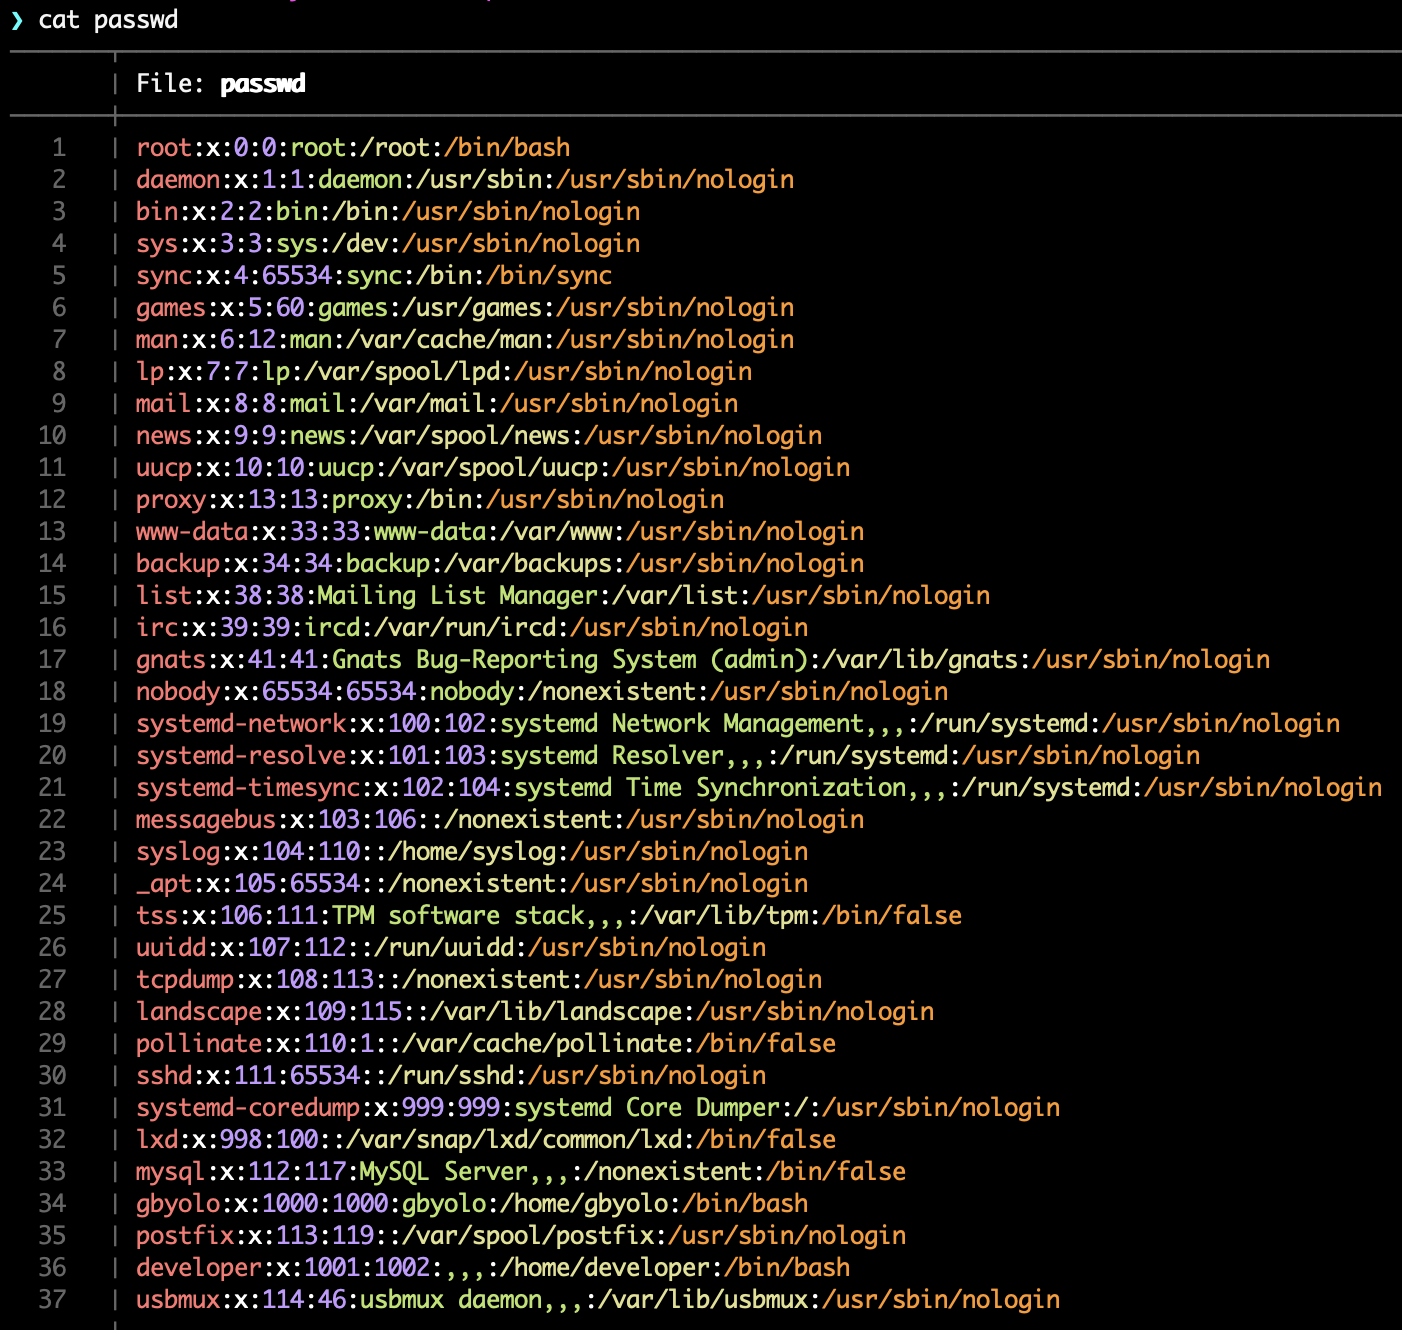 ❯ cat passwd
File: passwd
1 root:x:0:0:root:/root:/bin/bash
2 daemon:x:1:1:daemon:/usr/sbin:/usr/sbin/nologin
3 bin:x:2:2:bin:/bin:/usr/sbin/nologin
4 sys:x:3:3:sys:/dev:/usr/sbin/nologin
5 sync:x:4:65534:sync:/bin:/bin/sync
6 games:x:5:60:games:/usr/games:/usr/sbin/nologin
7 man:x:6:12:man:/var/cache/man:/usr/sbin/nologin
8 lp:x:7:7:lp:/var/spool/lpd:/usr/sbin/nologin
9 mail:x:8:8:mail:/var/mail:/usr/sbin/nologin
10 news:x:9:9:news:/var/spool/news:/usr/sbin/nologin
11 uucp:x:10:10:uucp:/var/spool/uucp:/usr/sbin/nologin
12 proxy:x:13:13:proxy:/bin:/usr/sbin/nologin
13 www-data:x:33:33:www-data:/var/www:/usr/sbin/nologin
14 backup:x:34:34:backup:/var/backups:/usr/sbin/nologin
15 list:x:38:38:Mailing List Manager:/var/list:/usr/sbin/nologin
16 irc:x:39:39:ircd:/var/run/ircd:/usr/sbin/nologin
17 gnats:x:41:41:Gnats Bug-Reporting System (admin):/var/lib/gnats:/usr/sbin/nologin
18 nobody:x:65534:65534:nobody:/nonexistent:/usr/sbin/nologin
19 systemd-network:x:100:102:systemd Network Management,,,:/run/systemd:/usr/sbin/nologin
20 systemd-resolve:x:101:103:systemd Resolver,,,:/run/systemd:/usr/sbin/nologin
21 systemd-timesync:x:102:104:systemd Time Synchronization,,,:/run/systemd:/usr/sbin/nologin
22 messagebus:x:103:106::/nonexistent:/usr/sbin/nologin
23 syslog:x:104:110::/home/syslog:/usr/sbin/nologin
24 _apt:x:105:65534::/nonexistent:/usr/sbin/nologin
25 tss:x:106:111:TPM software stack,,,:/var/lib/tpm:/bin/false
26 uuidd:x:107:112::/run/uuidd:/usr/sbin/nologin
27 tcpdump:x:108:113::/nonexistent:/usr/sbin/nologin
28 landscape:x:109:115::/var/lib/landscape:/usr/sbin/nologin
29 pollinate:x:110:1::/var/cache/pollinate:/bin/false
30 sshd:x:111:65534::/run/sshd:/usr/sbin/nologin
31 systemd-coredump:x:999:999:systemd Core Dumper:/:/usr/sbin/nologin
32 lxd:x:998:100::/var/snap/lxd/common/lxd:/bin/false
33 mysql:x:112:117:MySQL Server,,,:/nonexistent:/bin/false
34 gbyolo:x:1000:1000:gbyolo:/home/gbyolo:/bin/bash
35 postfix:x:113:119::/var/spool/postfix:/usr/sbin/nologin
36 developer:x:1001:1002:,,,:/home/developer:/bin/bash
37 usbmux:x:114:46:usbmux daemon,,,:/var/lib/usbmux:/usr/sbin/nologin